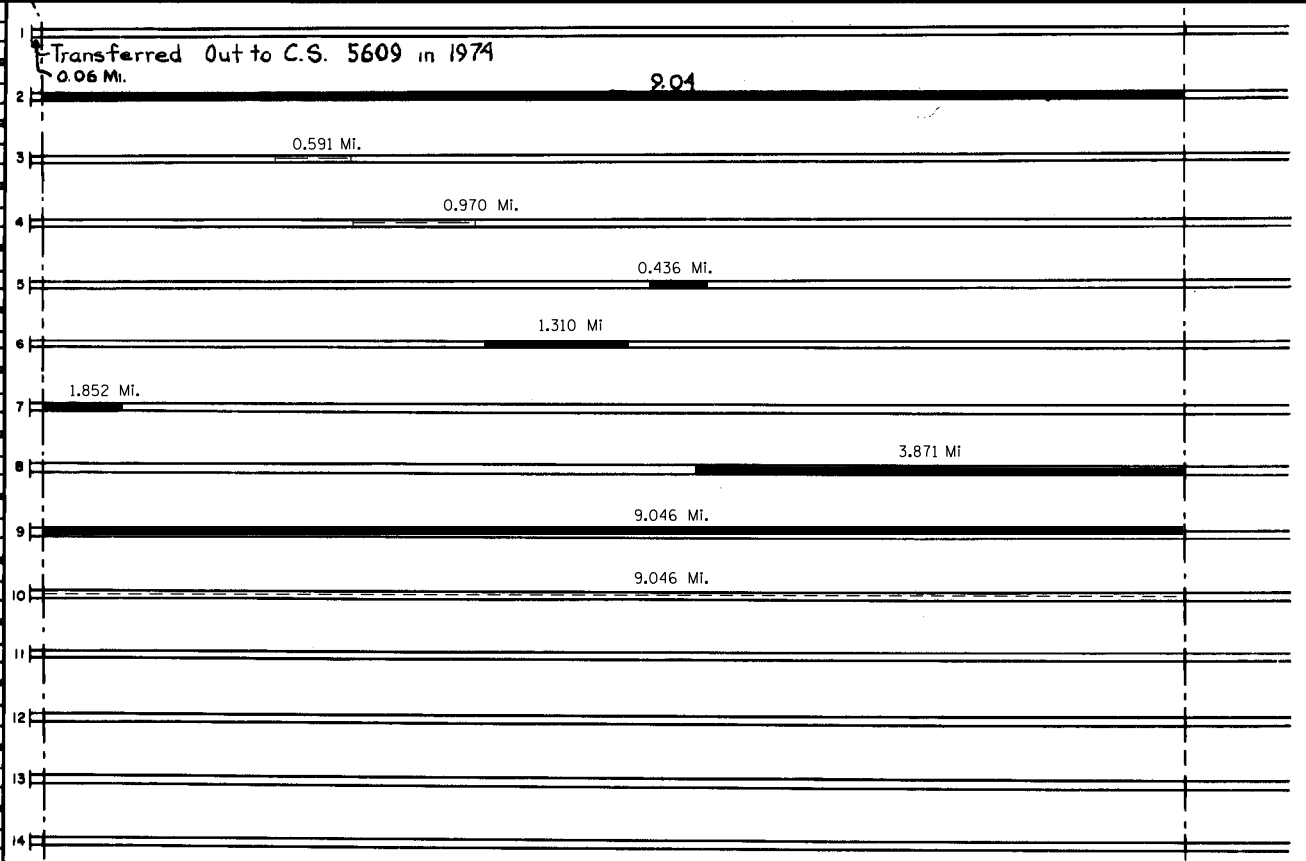 1
Transferred Out to C.S. 5609 in 1974
0.06 Mi.
2
9.04
3
0.591 Mi.
4
0.970 Mi.
5
0.436 Mi.
6
1.310 Mi
7
1.852 Mi.
8
3.871 Mi
9
9.046 Mi.
10
9.046 Mi.
11
12
13
14